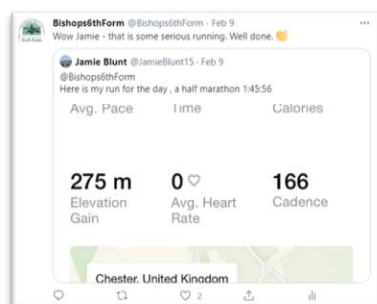 Bishops6thForm @Bishops6thForm · Feb 9
Wow Jamie - that is some serious running. Well done. 👏
Jamie Blunt @JamieBlunt15 · Feb 9
@Bishops6thForm
Here is my run for the day , a half marathon 1:45:56
Avg. Pace Time Calories
275 m 0 166
Elevation Gain Avg. Heart Rate Cadence
Chester, United Kingdom
2